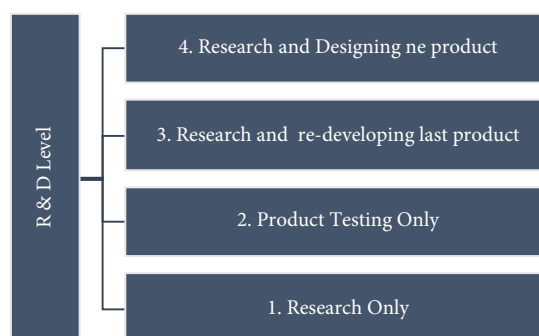 R & D Level
4. Research and Designing ne product
3. Research and re-developing last product
2. Product Testing Only
1. Research Only